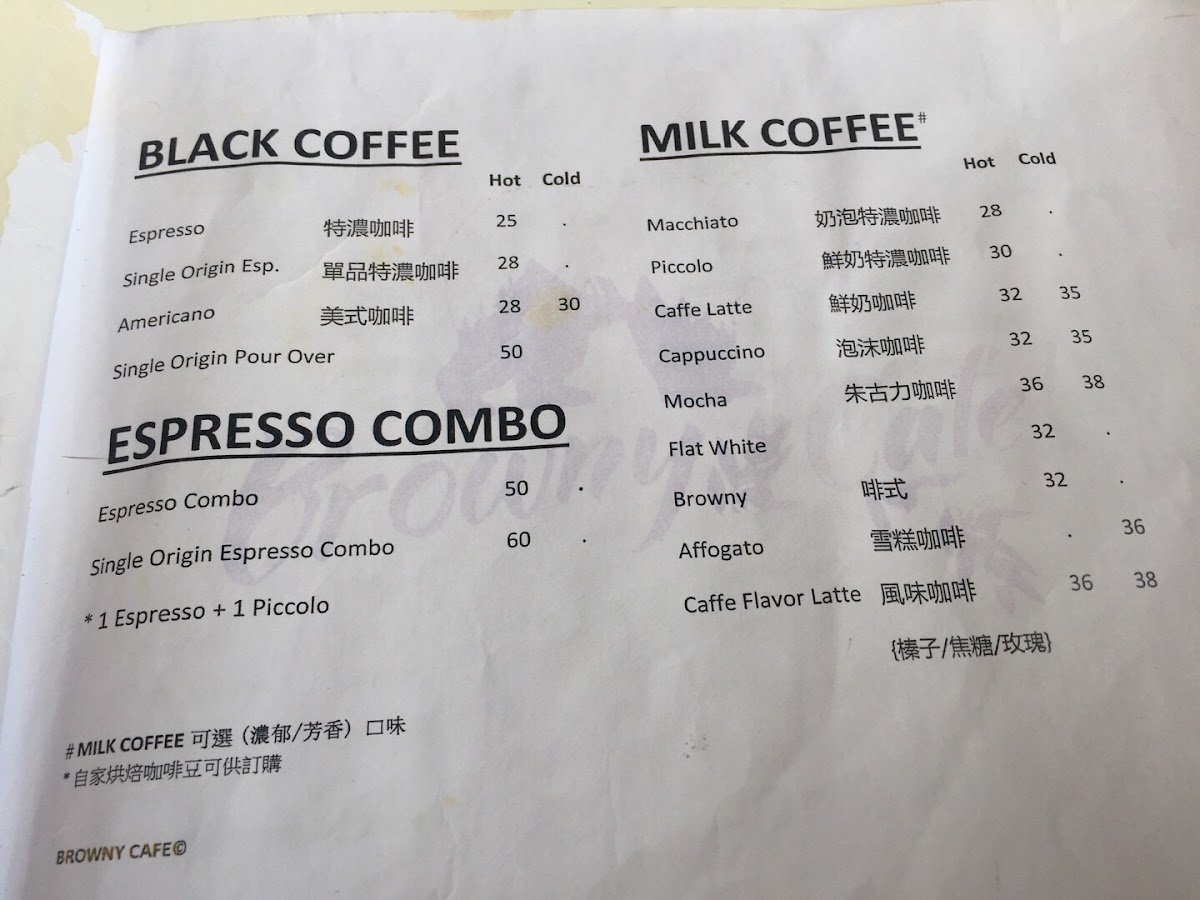 BLACK COFFEE
Hot Cold
Espresso 特濃咖啡 25 .
Single Origin Esp. 單品特濃咖啡 28 .
Americano 美式咖啡 28 30
Single Origin Pour Over 50
ESPRESSO COMBO
Espresso Combo 50 .
Single Origin Espresso Combo 60 .
* 1 Espresso + 1 Piccolo
MILK COFFEE#
Hot Cold
Macchiato 奶泡特濃咖啡 28 .
Piccolo 鮮奶特濃咖啡 30 .
Caffe Latte 鮮奶咖啡 32 35
Cappuccino 泡沫咖啡 32 35
Mocha 朱古力咖啡 36 38
Flat White 32 .
Browny 啡式 32 .
Affogato 雪糕咖啡 . 36
Caffe Flavor Latte 風味咖啡 36 38
{榛子/焦糖/玫瑰}
# MILK COFFEE 可選 (濃郁/芳香) 口味
* 自家烘焙咖啡豆可供訂購
BROWNY CAFE©
Browny Cafe